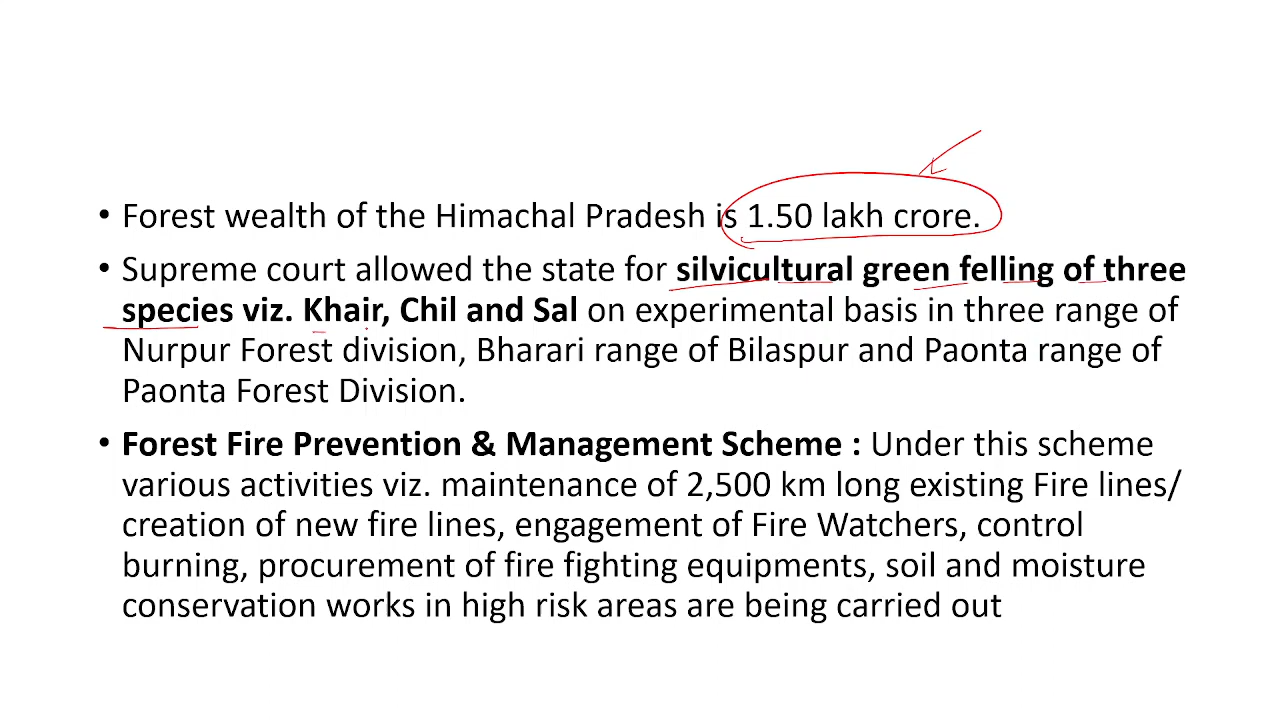 • Forest wealth of the Himachal Pradesh is 1.50 lakh crore.
• Supreme court allowed the state for silvicultural green felling of three
species viz. Khair, Chil and Sal on experimental basis in three range of
Nurpur Forest division, Bharari range of Bilaspur and Paonta range of
Paonta Forest Division.
• Forest Fire Prevention & Management Scheme : Under this scheme
various activities viz. maintenance of 2,500 km long existing Fire lines/
creation of new fire lines, engagement of Fire Watchers, control
burning, procurement of fire fighting equipments, soil and moisture
conservation works in high risk areas are being carried out